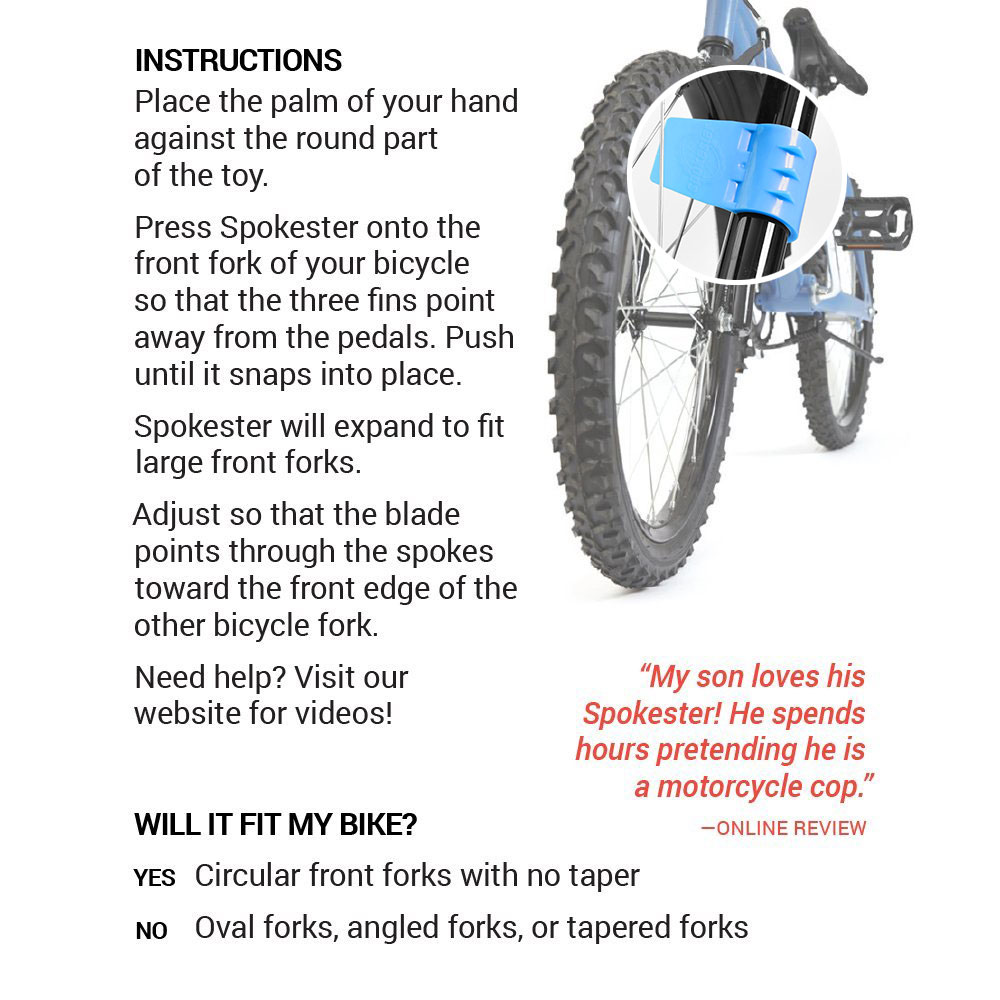 INSTRUCTIONS
Place the palm of your hand
against the round part
of the toy.
Press Spokester onto the
front fork of your bicycle
so that the three fins point
away from the pedals. Push
until it snaps into place.
Spokester will expand to fit
large front forks.
Adjust so that the blade
points through the spokes
toward the front edge of the
other bicycle fork.
Need help? Visit our
website for videos!
“My son loves his
Spokester! He spends
hours pretending he is
a motorcycle cop.”
—ONLINE REVIEW
WILL IT FIT MY BIKE?
YES Circular front forks with no taper
NO Oval forks, angled forks, or tapered forks